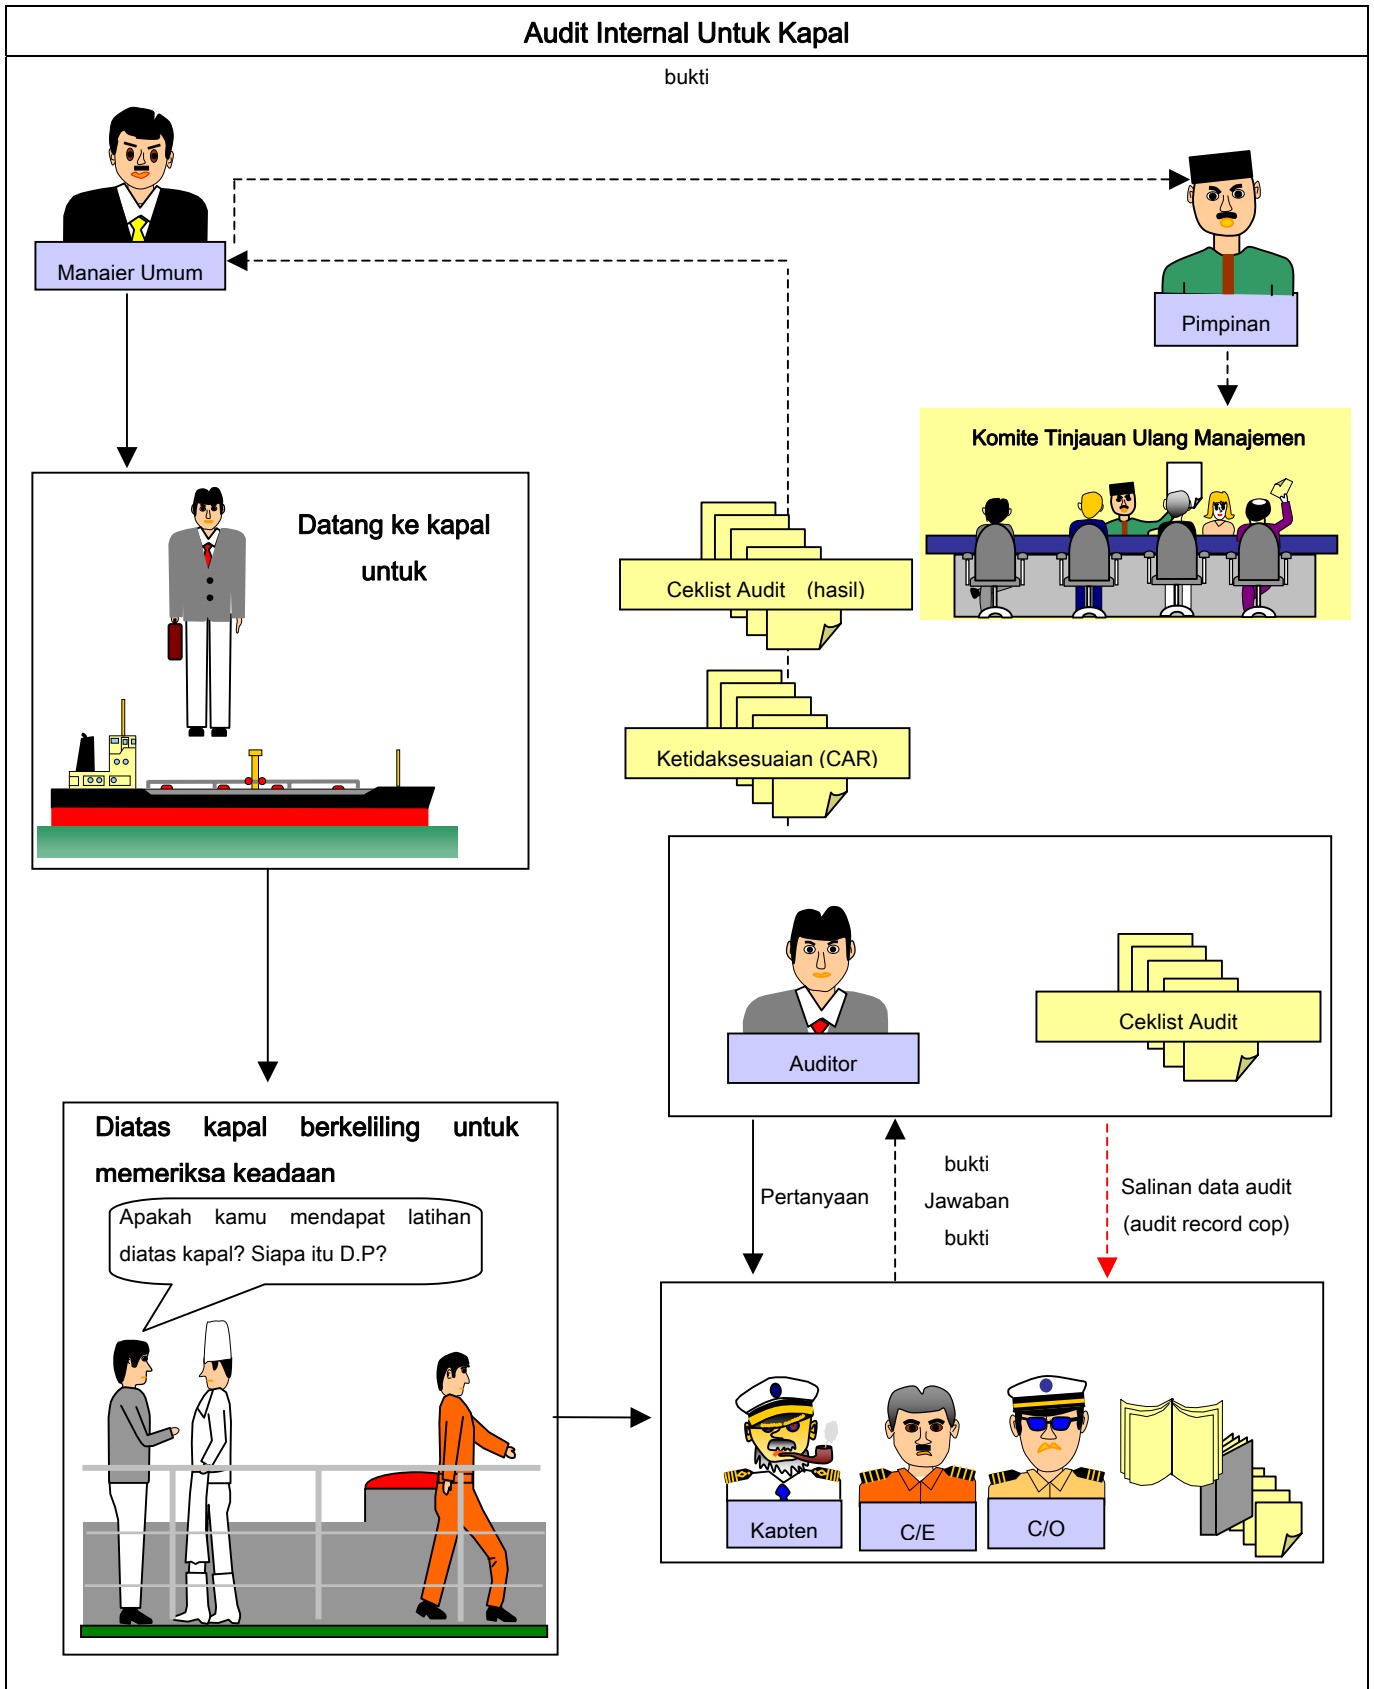 Audit Internal Untuk Kapal
bukti
Manaier Umum
Pimpinan
Komite Tinjauan Ulang Manajemen
Datang ke kapal
untuk
Ceklist Audit (hasil)
Ketidaksesuaian (CAR)
Auditor
Ceklist Audit
Diatas kapal berkeliling untuk
memeriksa keadaan
Apakah kamu mendapat latihan
diatas kapal? Siapa itu D.P?
Pertanyaan
bukti
Jawaban
bukti
Salinan data audit
(audit record cop)
Kapten
C/E
C/O